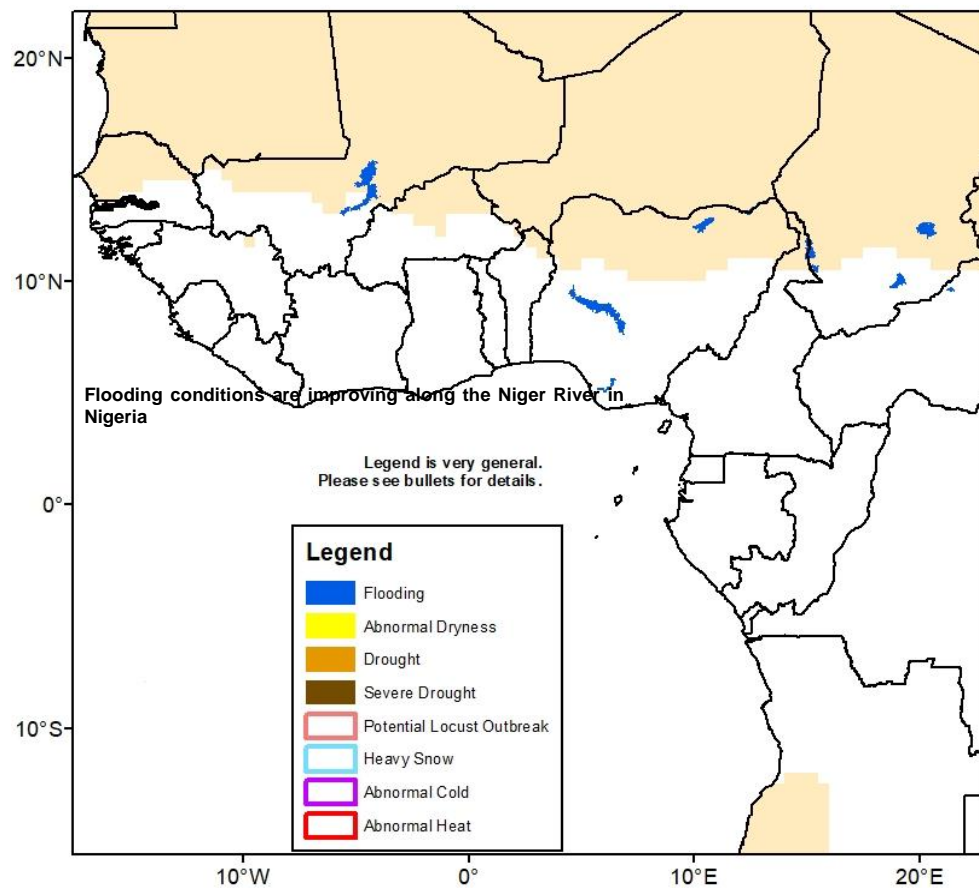 20°N
10°N
Flooding conditions are improving along the Niger River in
Nigeria
Legend is very general.
Please see bullets for details.
0°
Legend
Flooding
Abnormal Dryness
Drought
Severe Drought
Potential Locust Outbreak
Heavy Snow
Abnormal Cold
Abnormal Heat
10°S
10°W
0°
10°E
20°E